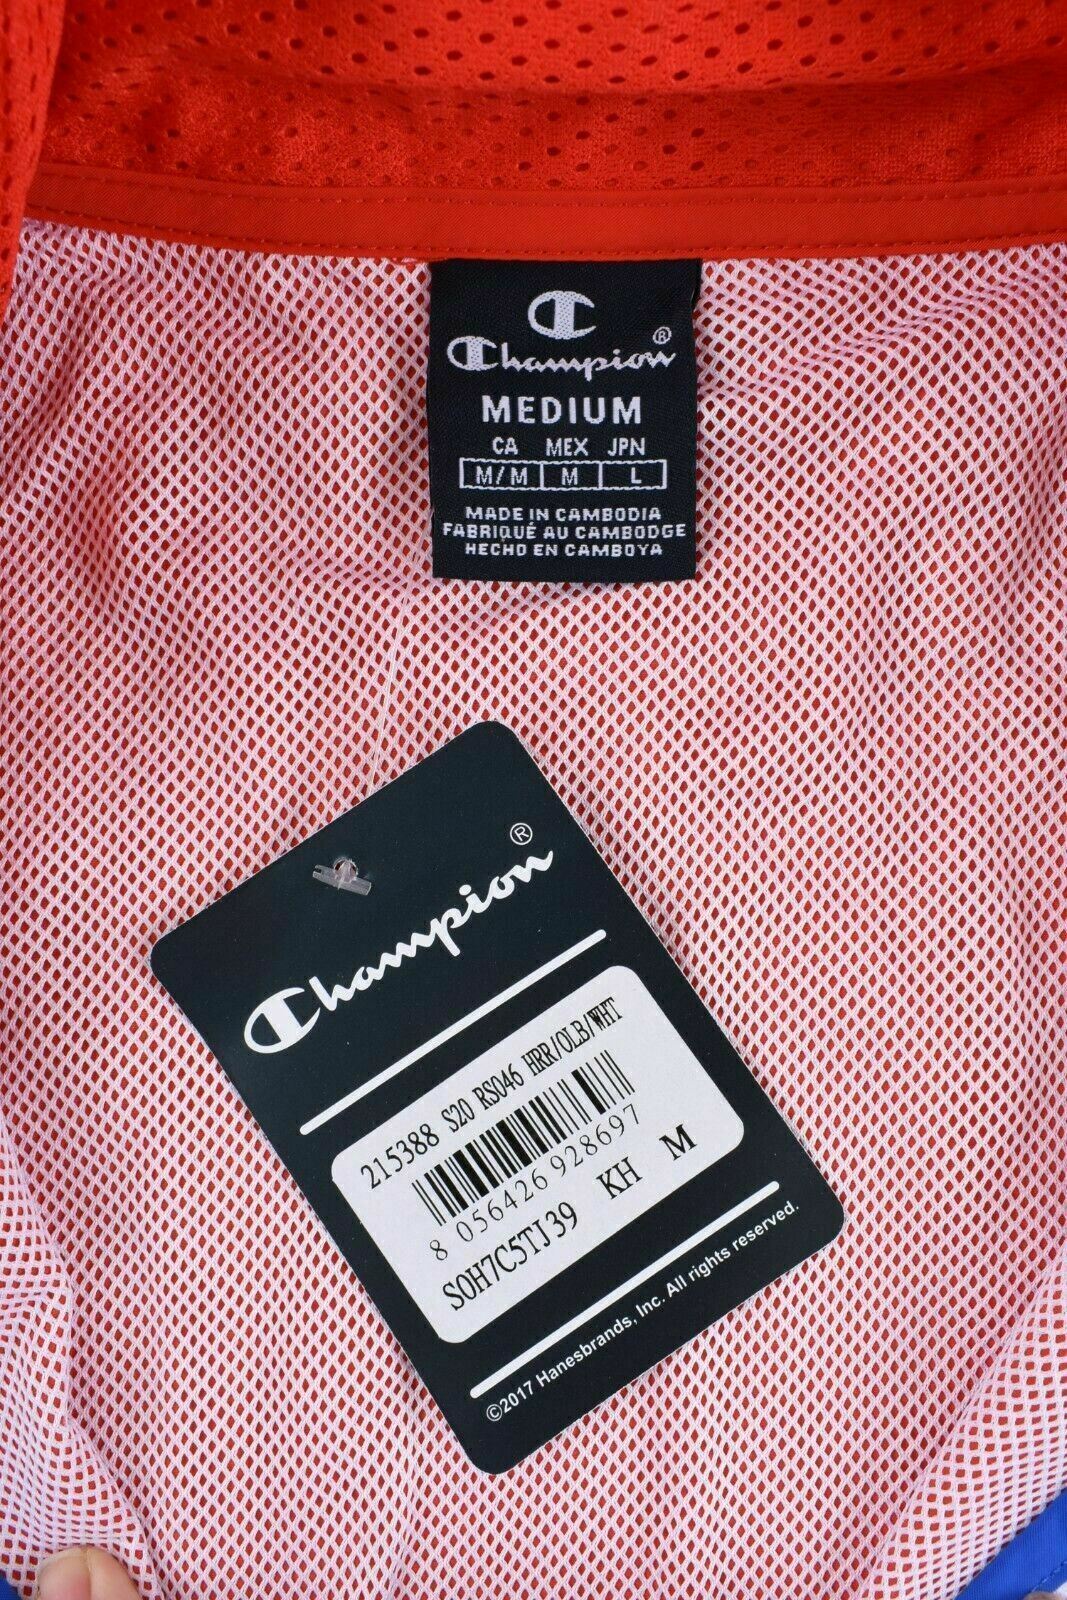 Champion®
MEDIUM
CA MEX JPN
M/M M L
MADE IN CAMBODIA
FABRIQUÉ AU CAMBODGE
HECHO EN CAMBOYA
Champion®
215388 S20 RS046 HRR/OLB/WHT
8 056426 928697
S0H7C5TJ39 KH M
©2017 Hanesbrands, Inc. All rights reserved.